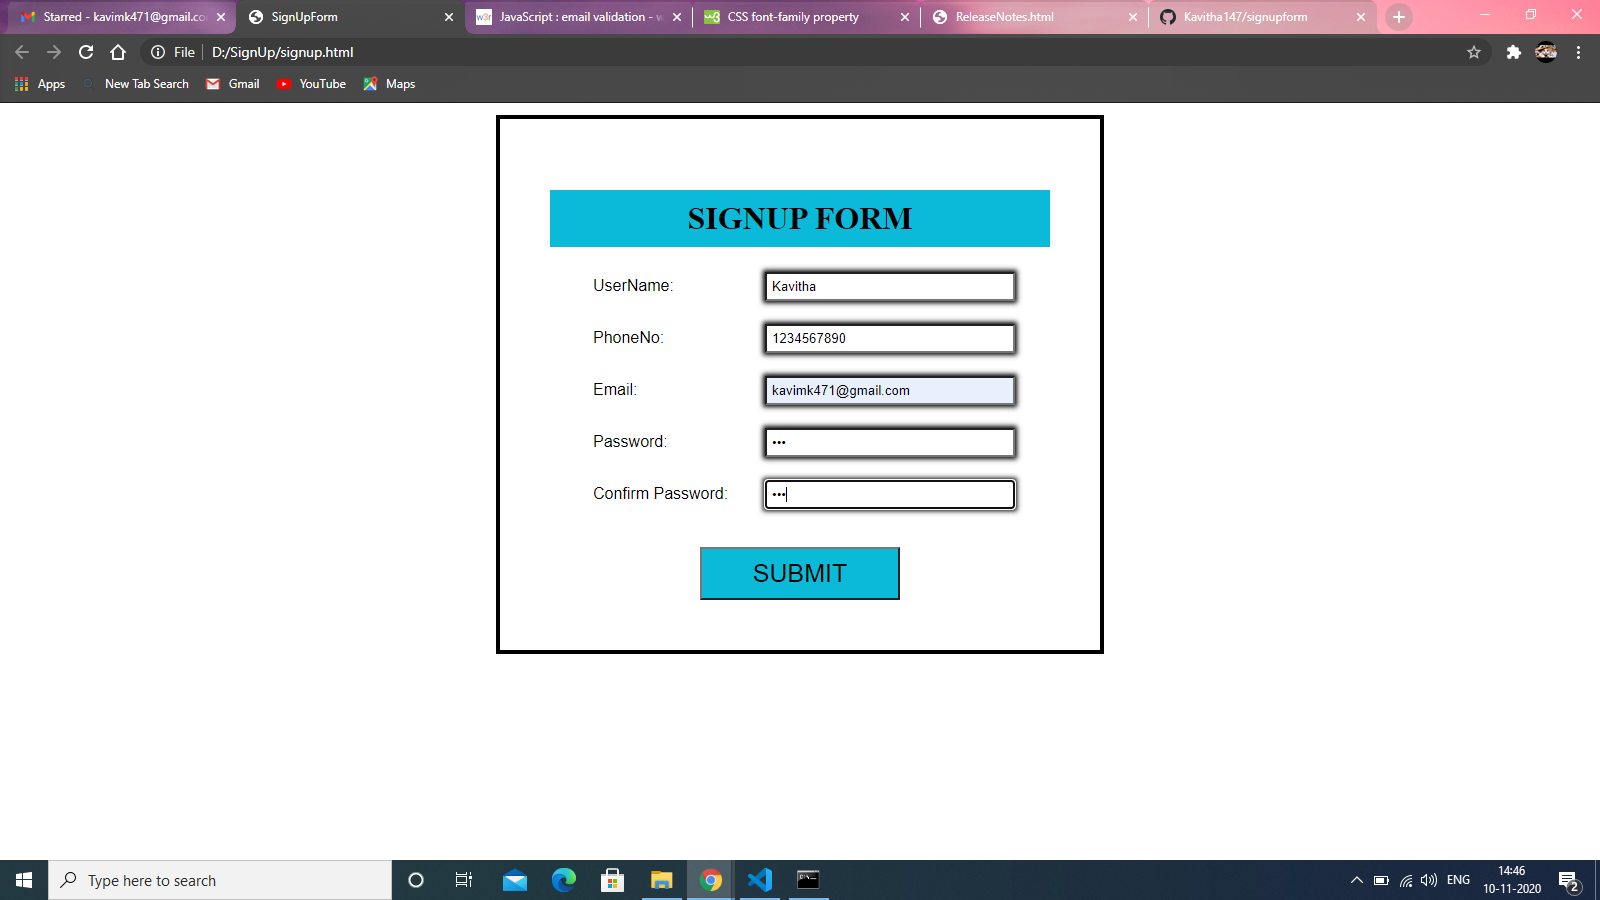 Starred - kavimk471@gmail.co
SignUpForm
w3r JavaScript : email validation - w
w3 CSS font-family property
ReleaseNotes.html
Kavitha147/signupform
File D:/SignUp/signup.html
Apps New Tab Search Gmail YouTube Maps
SIGNUP FORM
UserName: Kavitha
PhoneNo: 1234567890
Email: kavimk471@gmail.com
Password: •••
Confirm Password: •••
SUBMIT
Type here to search
ENG
14:46
10-11-2020
2